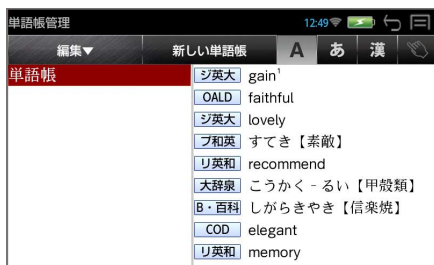 単語帳管理 12:49
編集▼ 新しい単語帳 A あ 漢
単語帳
ジ英大 gain¹
OALD faithful
ジ英大 lovely
プ和英 すてき【素敵】
リ英和 recommend
大辞泉 こうかく‐るい【甲殻類】
B・百科 しがらきやき【信楽焼】
COD elegant
リ英和 memory